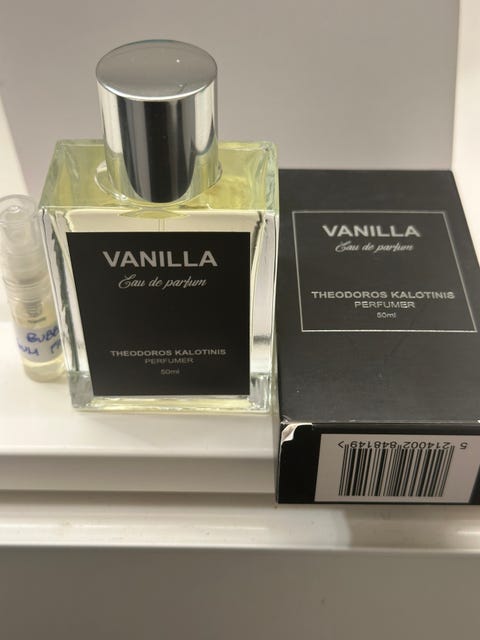 VANILLA
Eau de parfum
THEODOROS KALOTINIS
PERFUMER
50ml
VANILLA
Eau de parfum
THEODOROS KALOTINIS
PERFUMER
50ml
5 214002 848149 >